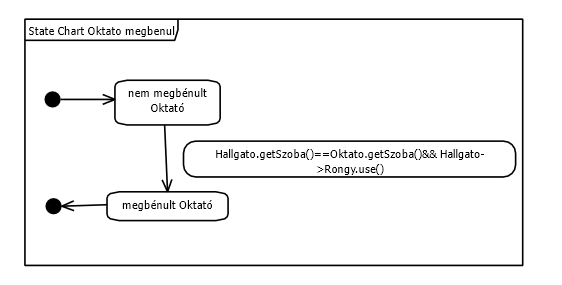 State Chart Oktato megbenul
nem megbénult
Oktató
Hallgato.getSzoba()==Oktato.getSzoba()&& Hallgato-
>Rongy.use()
megbénult Oktató